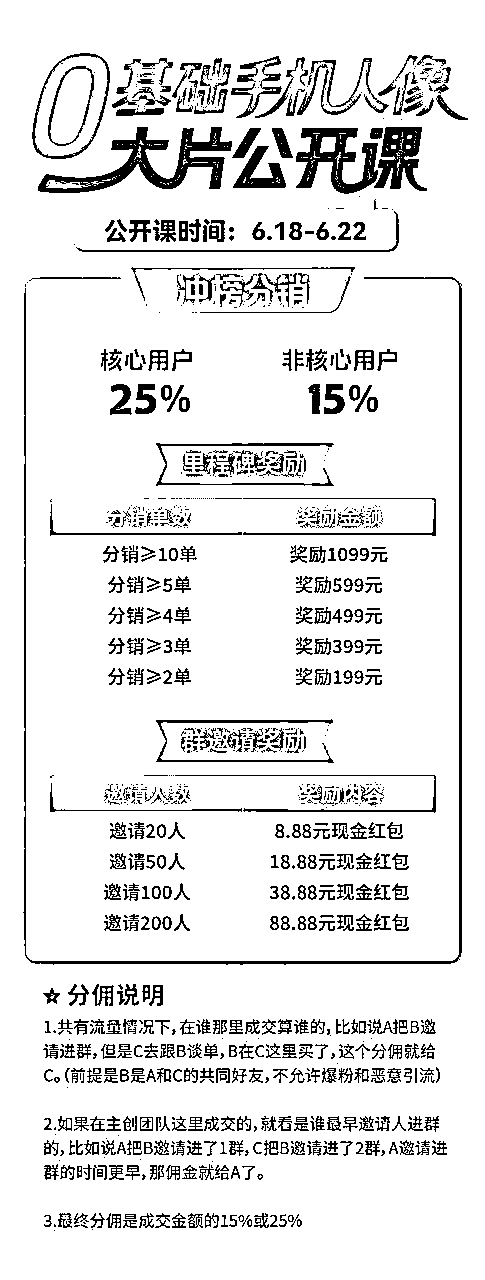 0基础手机人像
大片公开课
公开课时间：6.18-6.22
冲榜分销
核心用户 非核心用户
25% 15%
里程碑奖励
分销单数 奖励金额
分销≥10单 奖励1099元
分销≥5单 奖励599元
分销≥4单 奖励499元
分销≥3单 奖励399元
分销≥2单 奖励199元
群邀请奖励
邀请人数 奖励内容
邀请20人 8.88元现金红包
邀请50人 18.88元现金红包
邀请100人 38.88元现金红包
邀请200人 88.88元现金红包
☆ 分佣说明
1.共有流量情况下,在谁那里成交算谁的,比如说A把B邀
请进群,但是C去跟B谈单,B在C这里买了,这个分佣就给
C。(前提是B是A和C的共同好友,不允许爆粉和恶意引流)
2.如果在主创团队这里成交的,就看是谁最早邀请人进群
的,比如说A把B邀请进了1群,C把B邀请进了2群,A邀请进
群的时间更早,那佣金就给A了。
3.最终分佣是成交金额的15%或25%